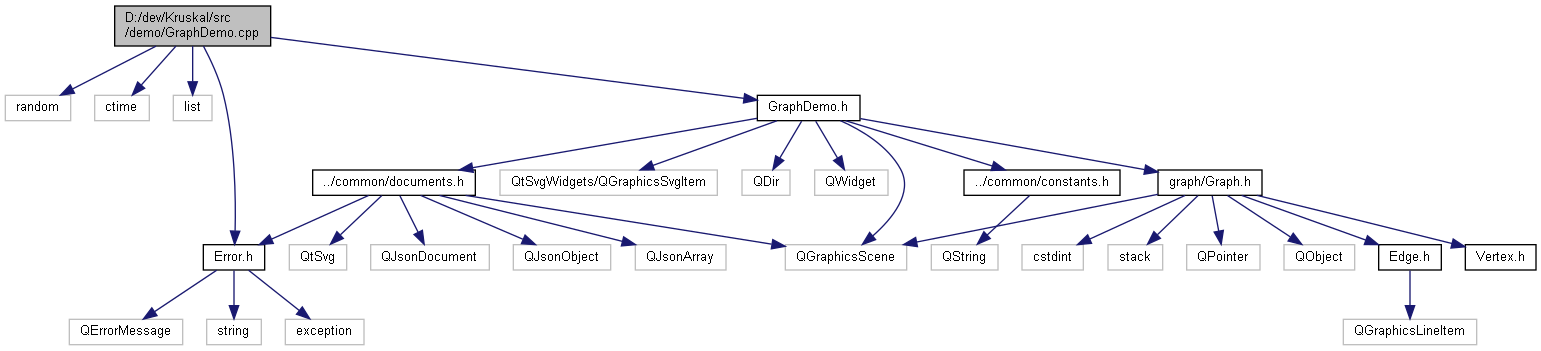 D:/dev/Kruskal/src
/demo/GraphDemo.cpp
random
ctime
list
GraphDemo.h
../common/documents.h
QtSvgWidgets/QGraphicsSvgItem
QDir
QWidget
../common/constants.h
graph/Graph.h
Error.h
QtSvg
QJsonDocument
QJsonObject
QJsonArray
QGraphicsScene
QString
cstdint
stack
QPointer
QObject
Edge.h
Vertex.h
QErrorMessage
string
exception
QGraphicsLineItem